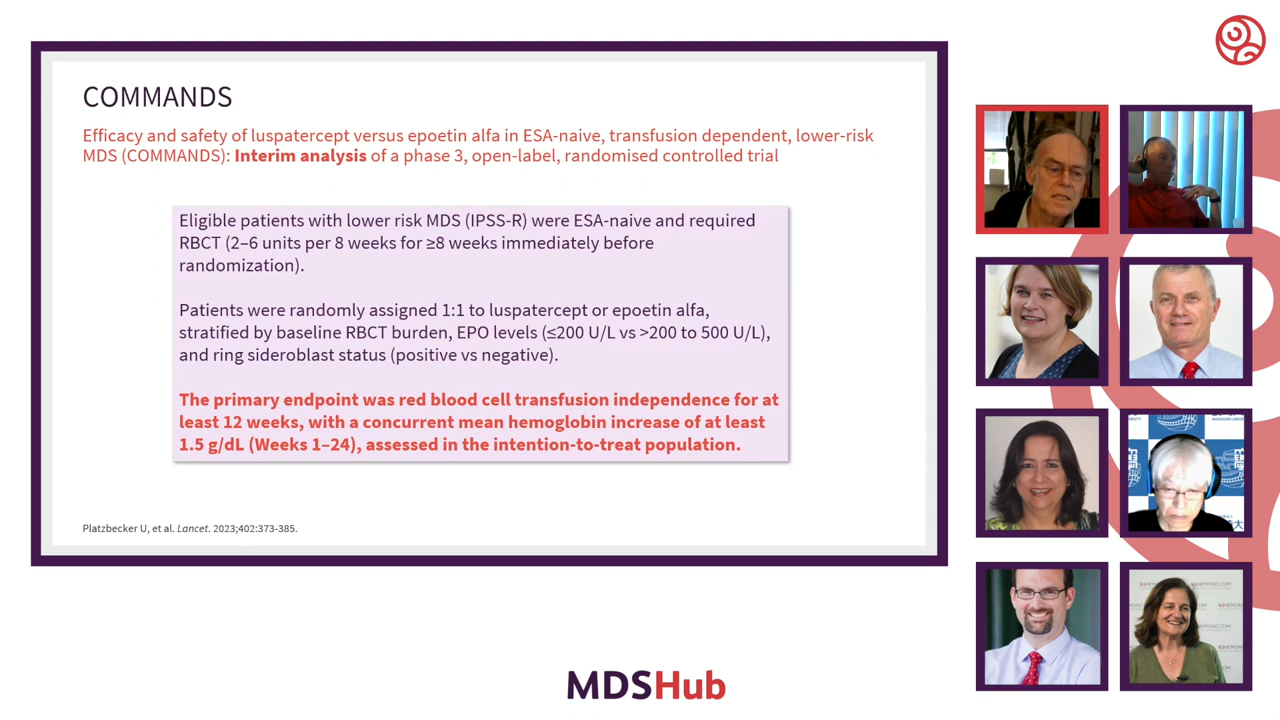 COMMANDS
Efficacy and safety of luspatercept versus epoetin alfa in ESA-naive, transfusion dependent, lower-risk
MDS (COMMANDS): Interim analysis of a phase 3, open-label, randomised controlled trial
Eligible patients with lower risk MDS (IPSS-R) were ESA-naive and required
RBCT (2–6 units per 8 weeks for ≥8 weeks immediately before
randomization).
Patients were randomly assigned 1:1 to luspatercept or epoetin alfa,
stratified by baseline RBCT burden, EPO levels (≤200 U/L vs >200 to 500 U/L),
and ring sideroblast status (positive vs negative).
The primary endpoint was red blood cell transfusion independence for at
least 12 weeks, with a concurrent mean hemoglobin increase of at least
1.5 g/dL (Weeks 1–24), assessed in the intention-to-treat population.
Platzbecker U, et al. Lancet. 2023;402:373-385.
MDSHub